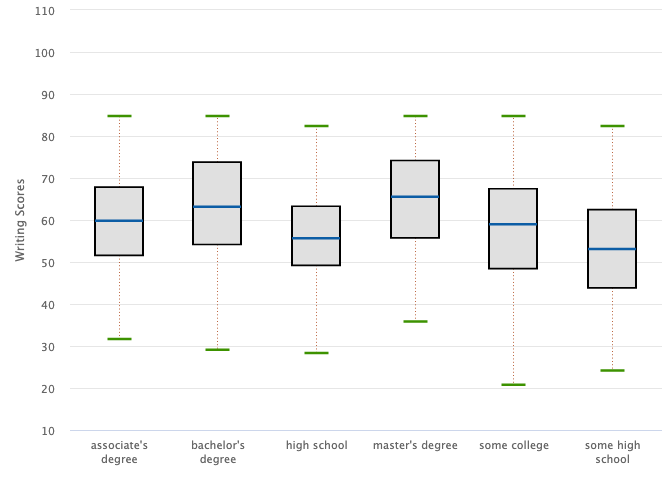 110
100
90
80
70
60
50
40
30
20
10
Writing Scores
associate's
degree
bachelor's
degree
high school
master's degree
some college
some high
school